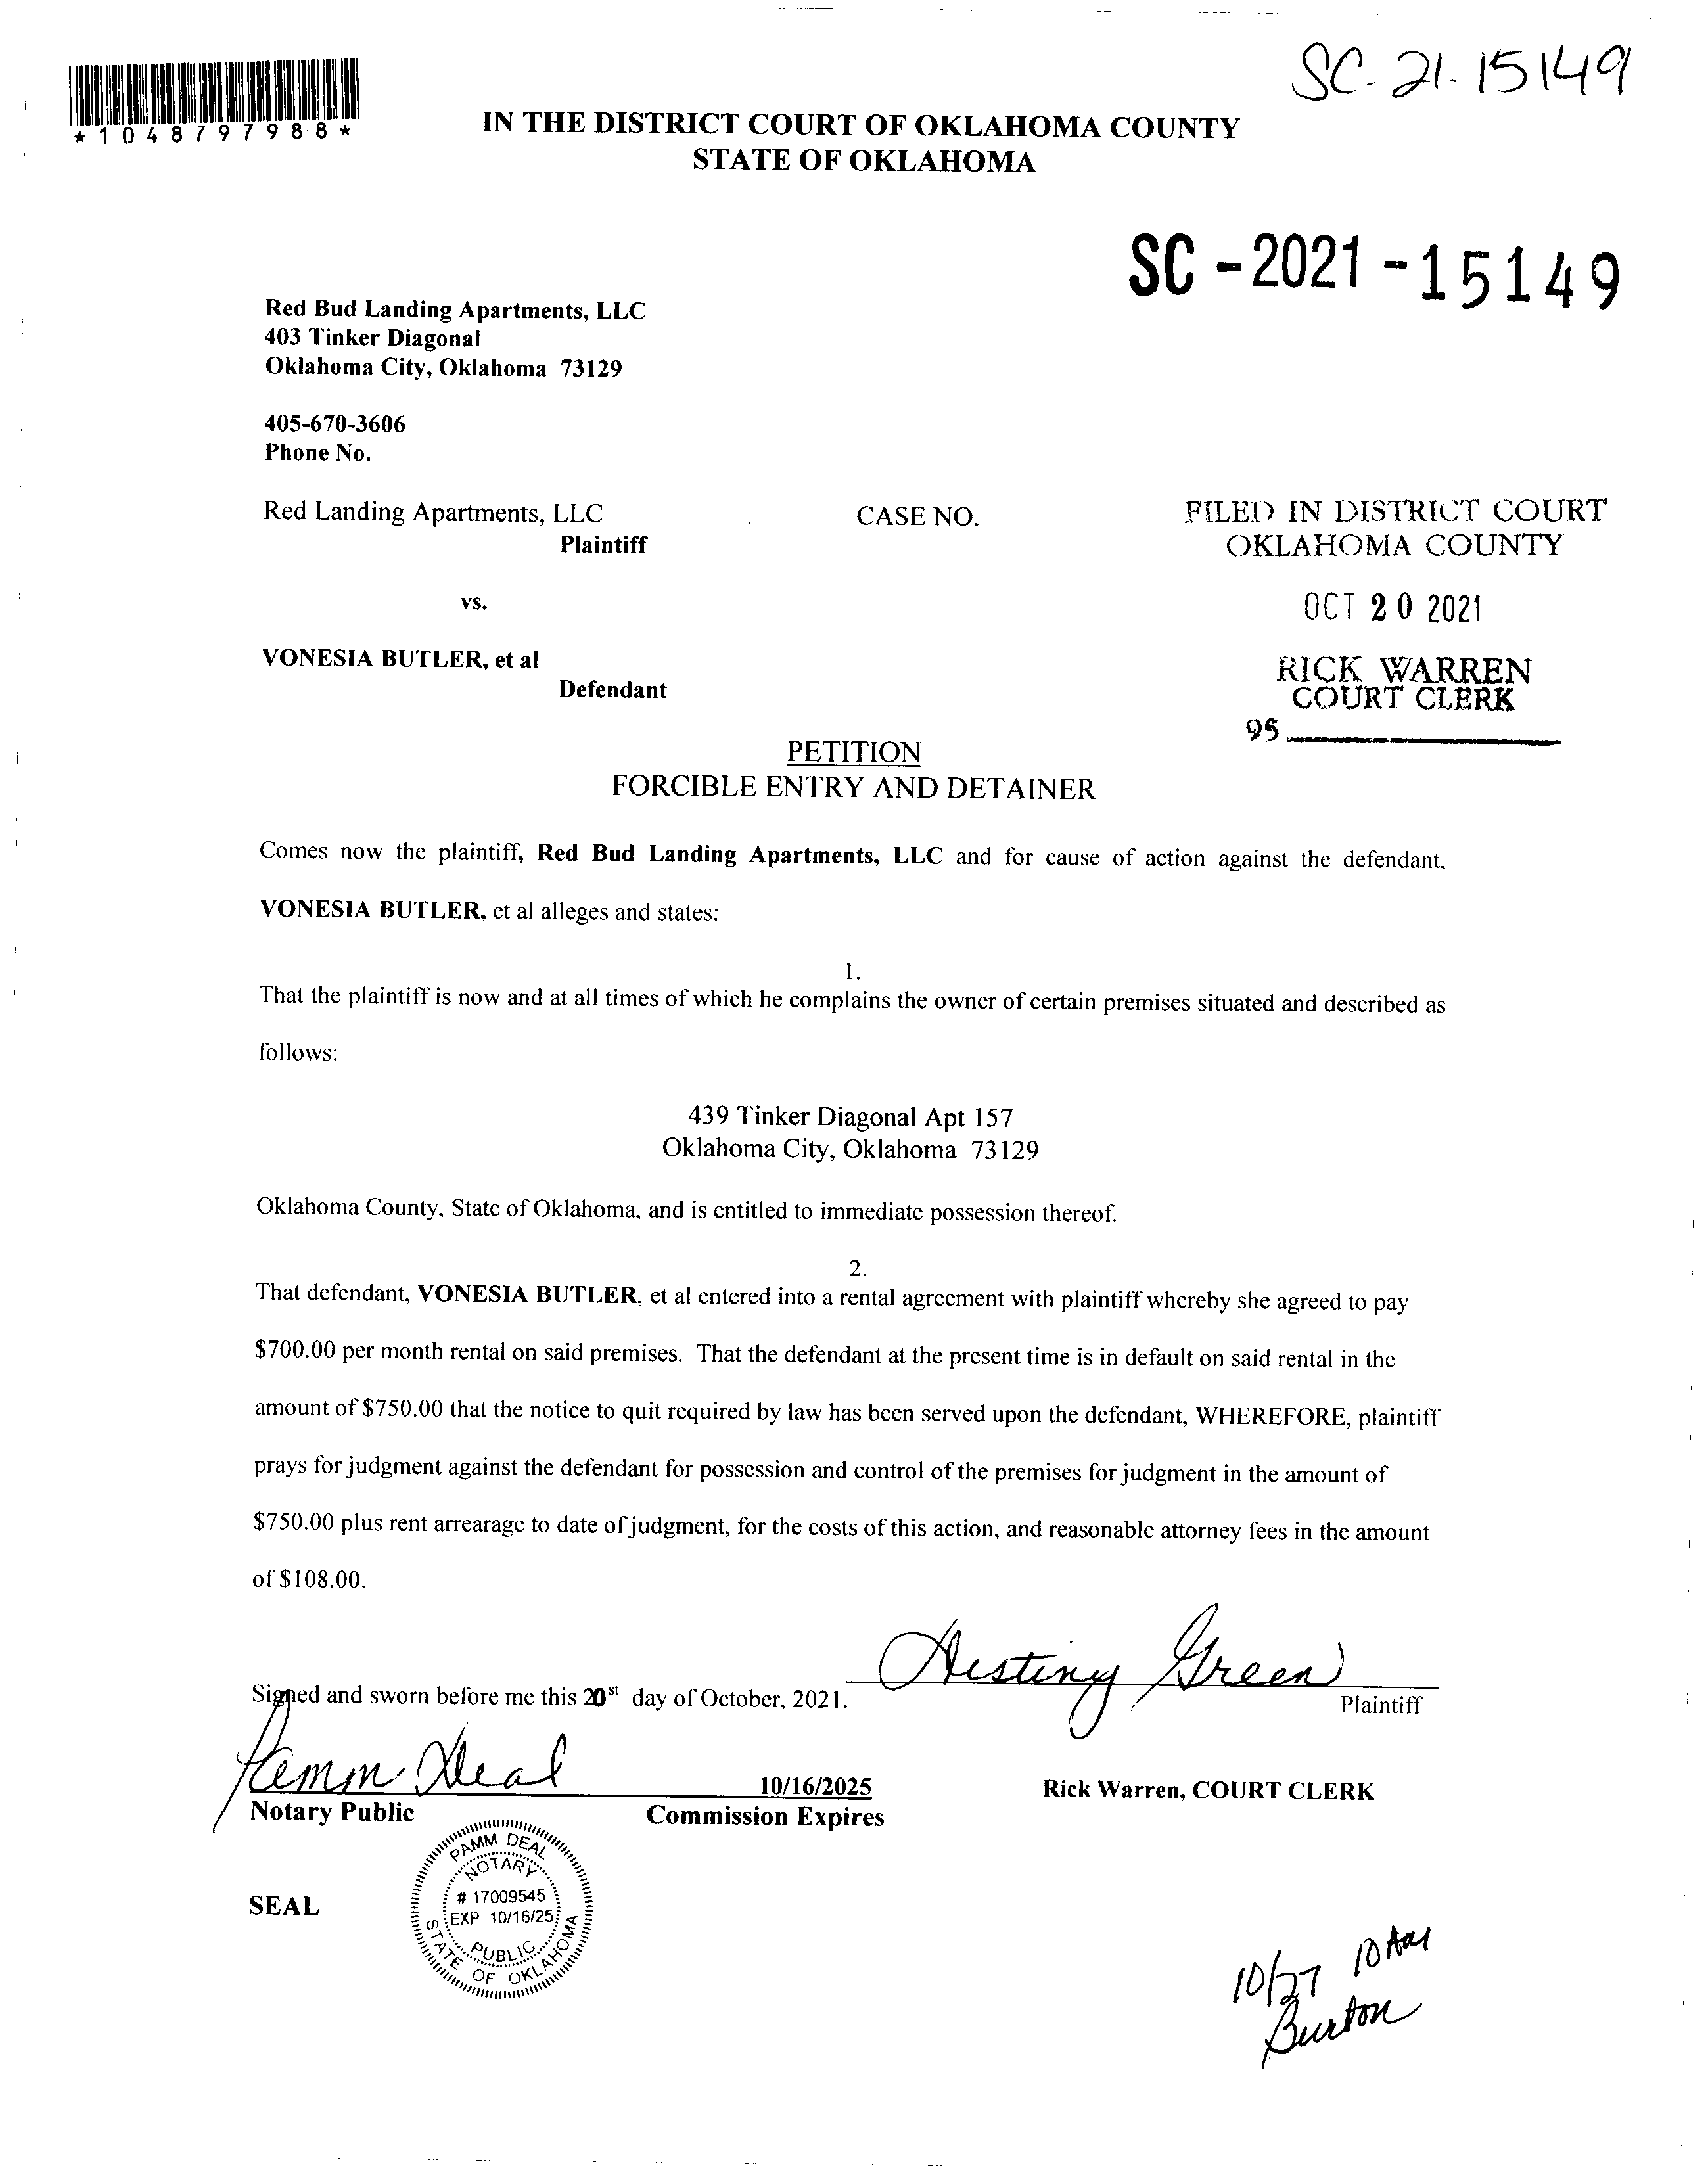 SC-21-15149
*1048797988*
IN THE DISTRICT COURT OF OKLAHOMA COUNTY
STATE OF OKLAHOMA
SC-2021-15149
Red Bud Landing Apartments, LLC
403 Tinker Diagonal
Oklahoma City, Oklahoma 73129
405-670-3606
Phone No.
Red Landing Apartments, LLC CASE NO.
Plaintiff
FILED IN DISTRICT COURT
OKLAHOMA COUNTY
vs.
OCT 20 2021
VONESIA BUTLER, et al
Defendant
RICK WARREN
COURT CLERK
95
PETITION
FORCIBLE ENTRY AND DETAINER
Comes now the plaintiff, Red Bud Landing Apartments, LLC and for cause of action against the defendant,
VONESIA BUTLER, et al alleges and states:
1.
That the plaintiff is now and at all times of which he complains the owner of certain premises situated and described as
follows:
439 Tinker Diagonal Apt 157
Oklahoma City, Oklahoma 73129
Oklahoma County, State of Oklahoma, and is entitled to immediate possession thereof.
2.
That defendant, VONESIA BUTLER, et al entered into a rental agreement with plaintiff whereby she agreed to pay
$700.00 per month rental on said premises. That the defendant at the present time is in default on said rental in the
amount of $750.00 that the notice to quit required by law has been served upon the defendant, WHEREFORE, plaintiff
prays for judgment against the defendant for possession and control of the premises for judgment in the amount of
$750.00 plus rent arrearage to date of judgment, for the costs of this action, and reasonable attorney fees in the amount
of $108.00.
Destiny Green
Signed and sworn before me this 20st day of October, 2021.
Plaintiff
Pamm Deal
10/16/2025
Rick Warren, COURT CLERK
Notary Public Commission Expires
SEAL
PAMM DEAL
NOTARY
# 17009545
EXP. 10/16/25
PUBLIC
STATE OF OKLAHOMA
10/27 10 AM
Burton